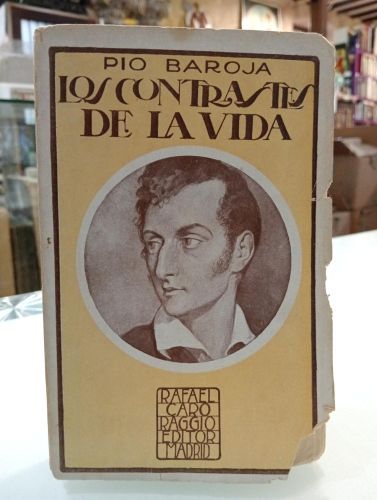 PIO BAROJA
LOS CONTRASTES
DE LA VIDA
RAFAEL
CARO
RAGGIO
EDITOR
MADRID